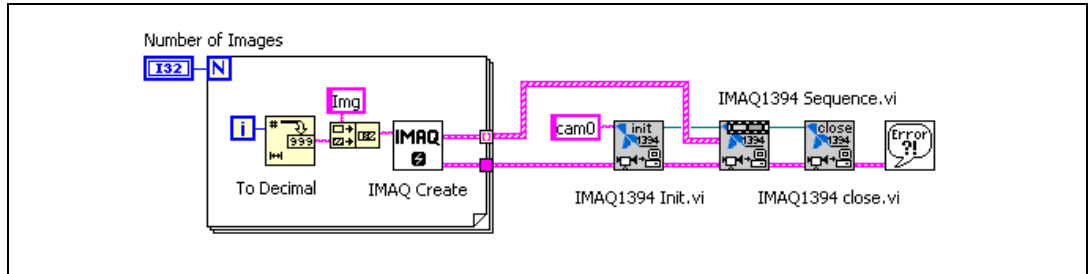 Number of Images
I32
N
i
#
999
To Decimal
Img
IMAQ
IMAQ Create
[]
cam0
init
1394
IMAQ1394 Init.vi
IMAQ1394 Sequence.vi
1394
close
1394
IMAQ1394 close.vi
Error
?!